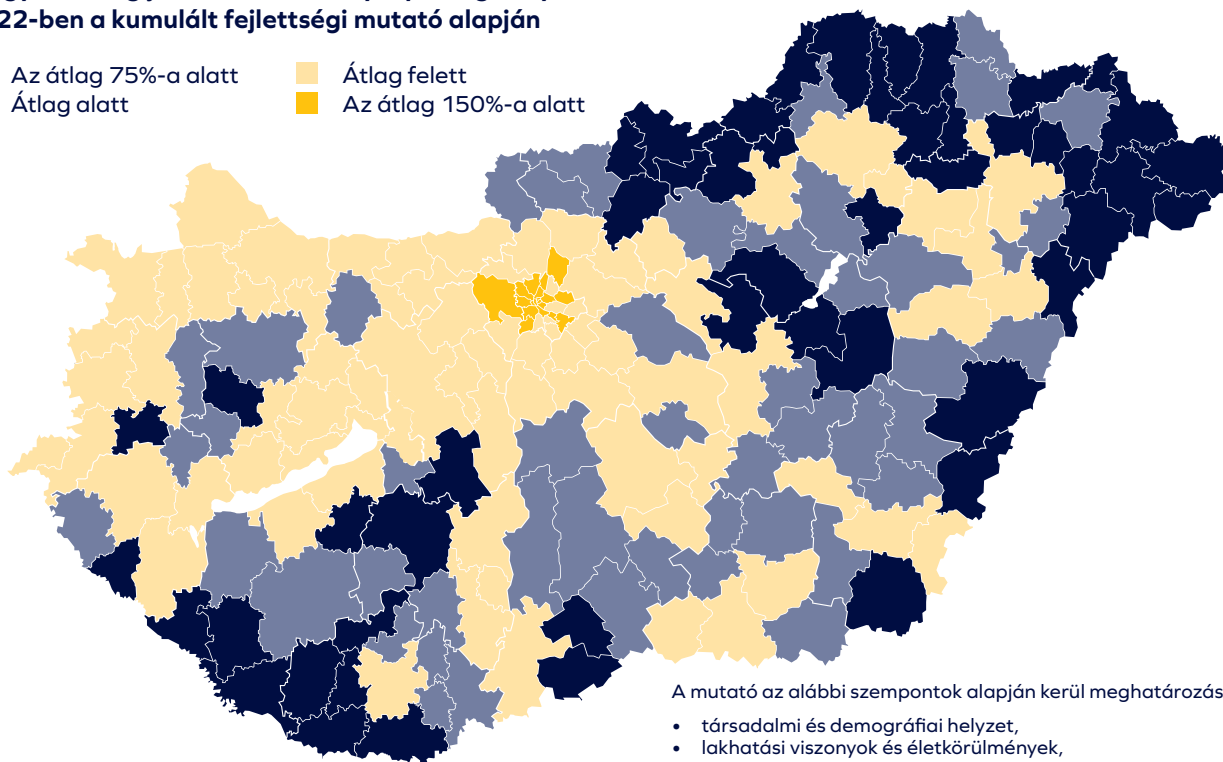 22-ben a kumulált fejlettségi mutató alapján
Az átlag 75%-a alatt
Átlag alatt
Átlag felett
Az átlag 150%-a alatt
A mutató az alábbi szempontok alapján kerül meghatározás
• társadalmi és demográfiai helyzet,
• lakhatási viszonyok és életkörülmények,